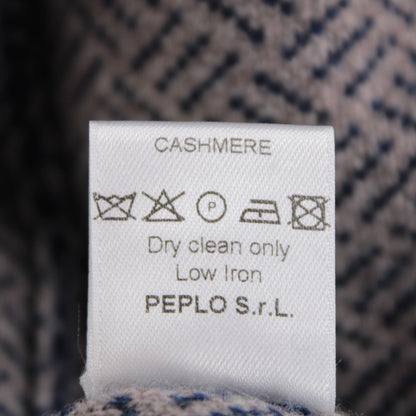 CASHMERE
P
Dry clean only
Low Iron
PEPLO S.r.L.